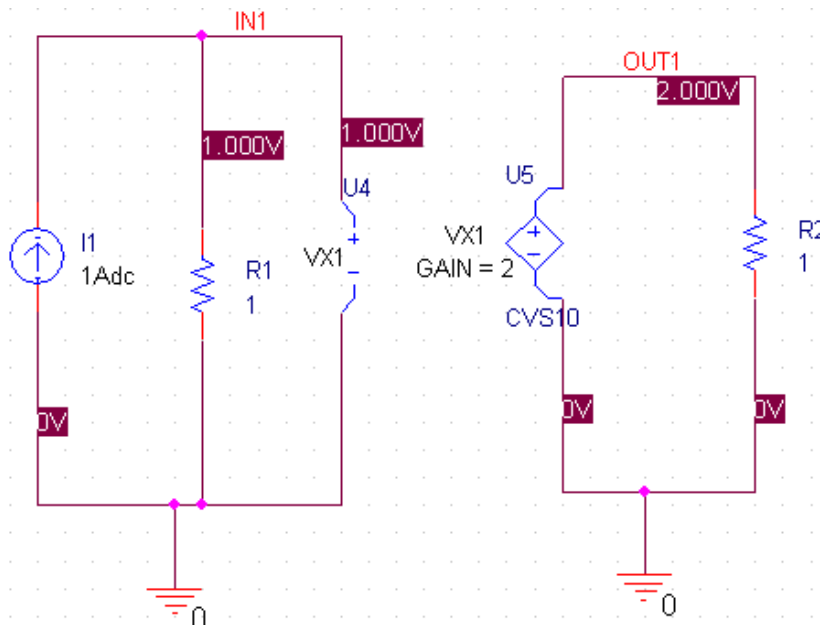 IN1
OUT1
2.000V
1.000V
1.000V
U4
U5
I1
1Adc
R1
1
VX1
+
−
VX1
GAIN = 2
+
−
CVS10
R2
1
0V
0V
0V
0
0